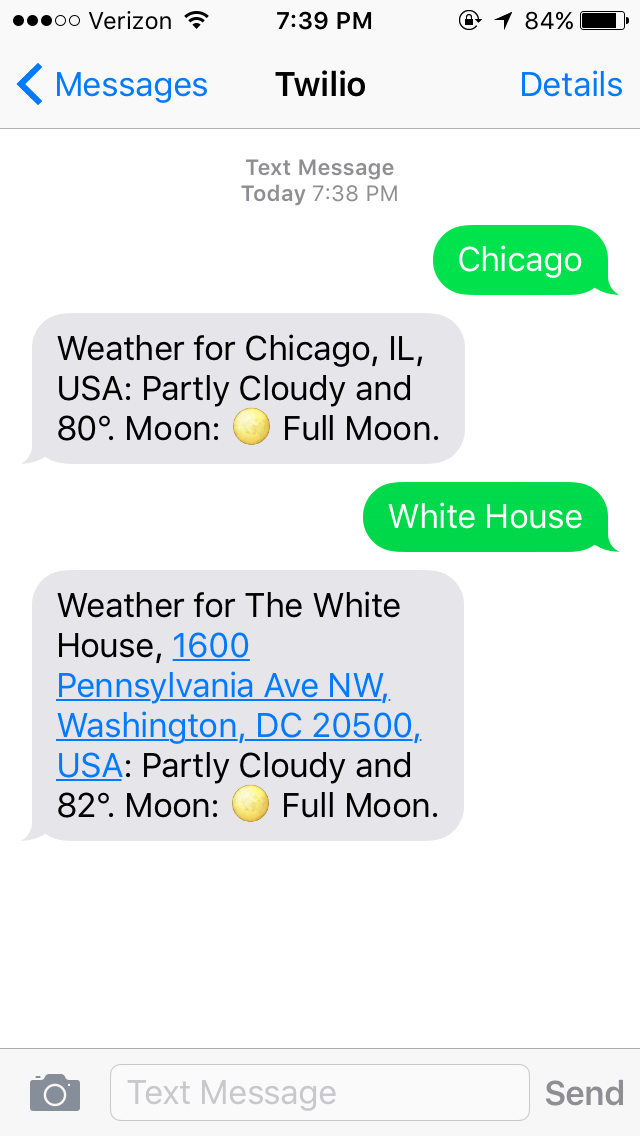 Verizon 7:39 PM 84%
Messages Twilio Details
Text Message
Today 7:38 PM
Chicago
Weather for Chicago, IL,
USA: Partly Cloudy and
80°. Moon: 🌕 Full Moon.
White House
Weather for The White
House, 1600
Pennsylvania Ave NW,
Washington, DC 20500,
USA: Partly Cloudy and
82°. Moon: 🌕 Full Moon.
Text Message Send